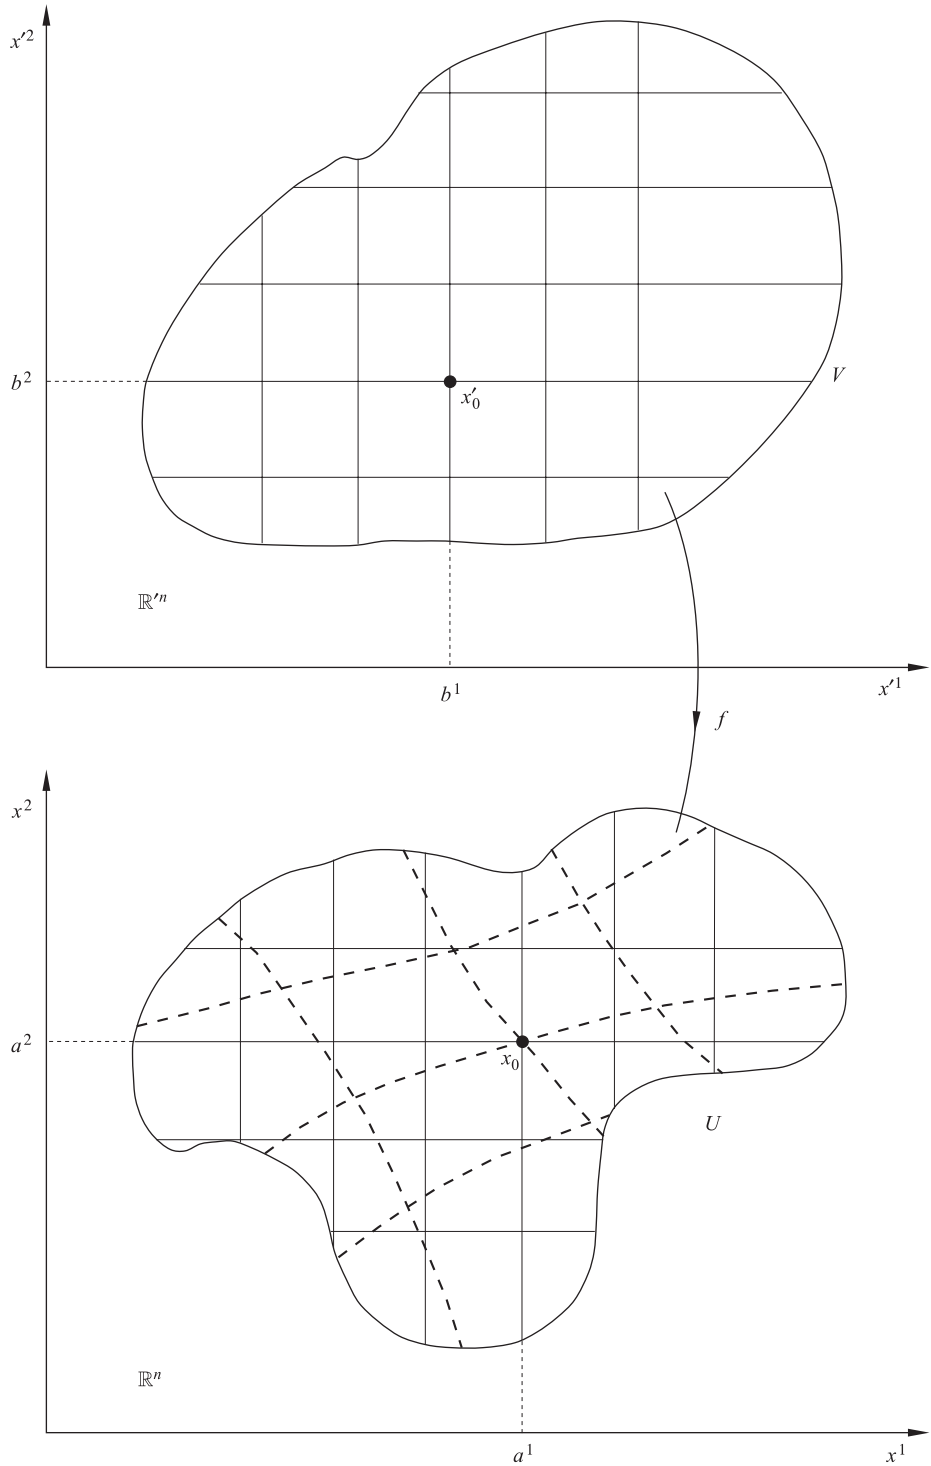 x′²
b²
x′₀
V
ℝ′ⁿ
b¹
x′¹
f
x²
a²
x₀
U
ℝⁿ
a¹
x¹